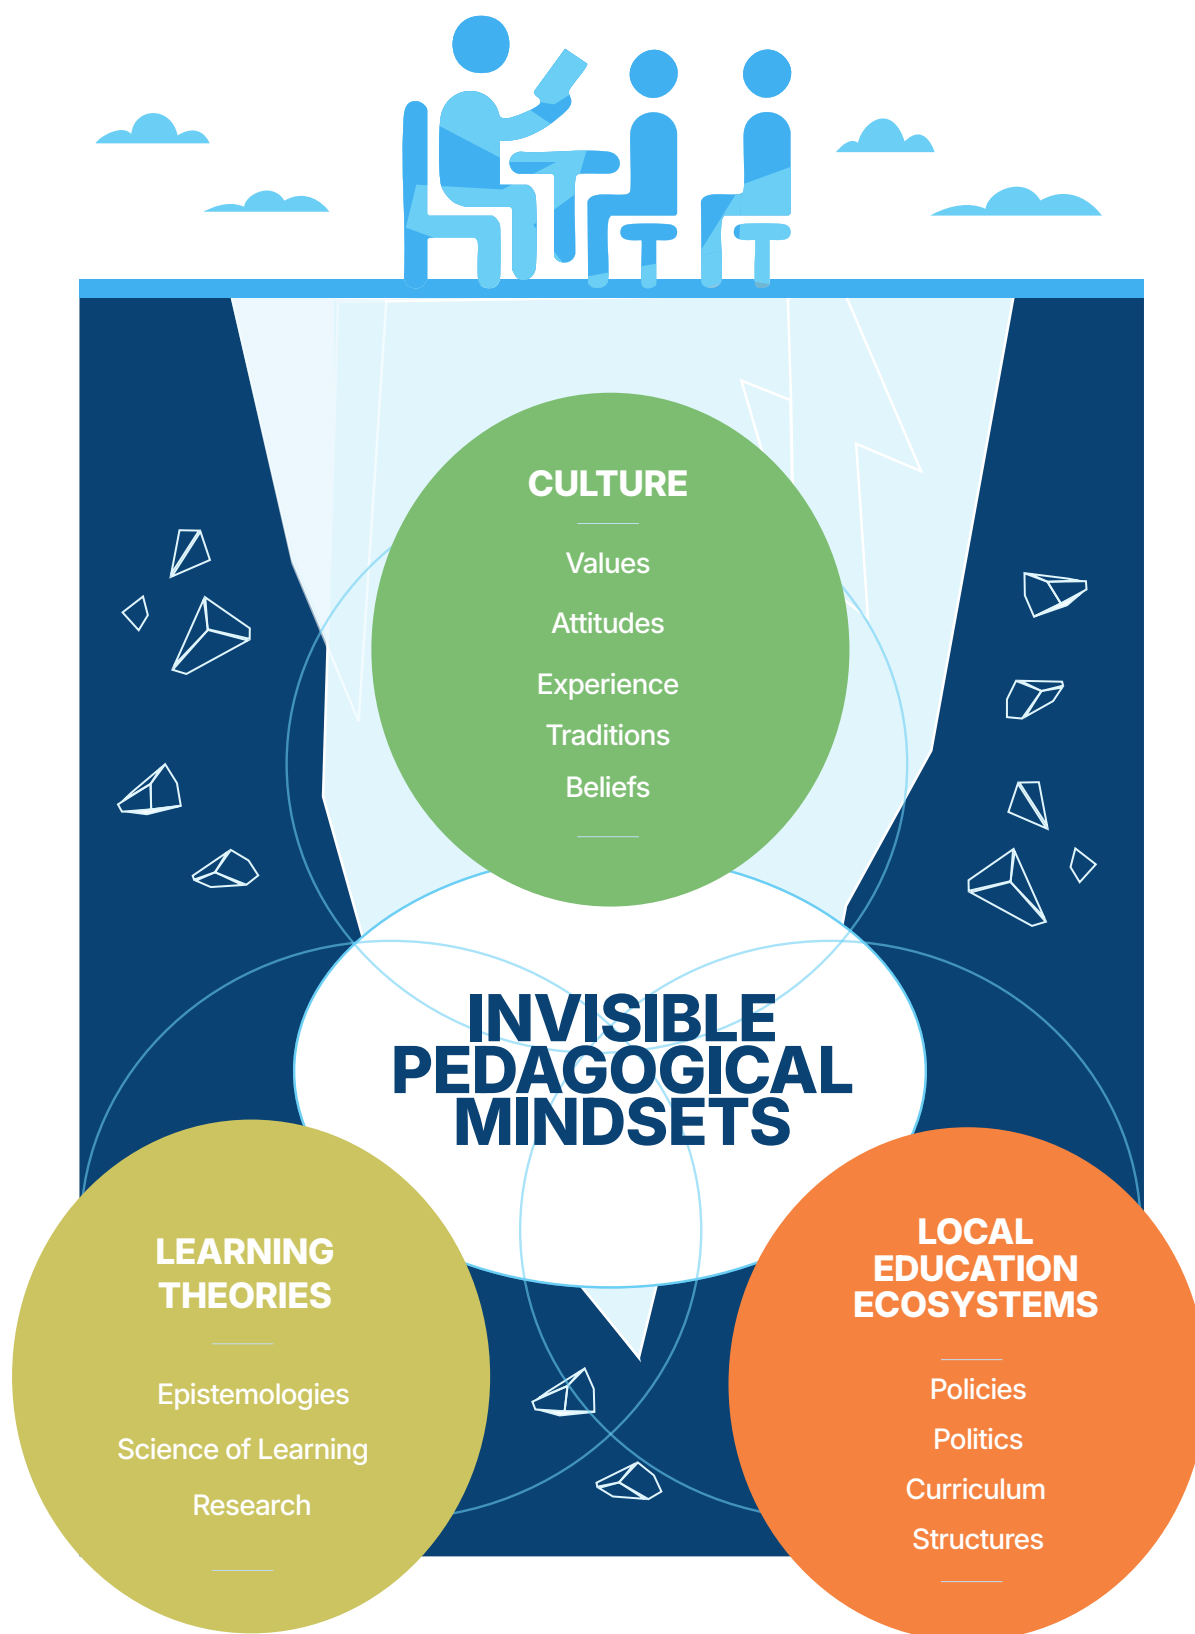 CULTURE
Values
Attitudes
Experience
Traditions
Beliefs
INVISIBLE
PEDAGOGICAL
MINDSETS
LEARNING
THEORIES
Epistemologies
Science of Learning
Research
LOCAL
EDUCATION
ECOSYSTEMS
Policies
Politics
Curriculum
Structures